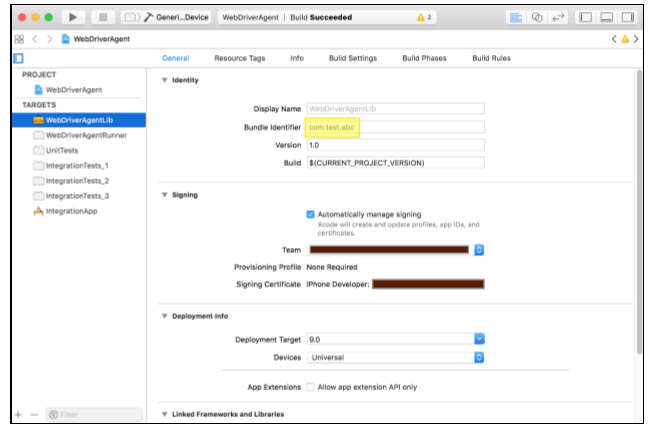 Generi...Device
WebDriverAgent | Build Succeeded
2
WebDriverAgent
General Resource Tags Info Build Settings Build Phases Build Rules
PROJECT
WebDriverAgent
TARGETS
WebDriverAgentLib
WebDriverAgentRunner
UnitTests
IntegrationTests_1
IntegrationTests_2
IntegrationTests_3
IntegrationApp
Identity
Display Name WebDriverAgentLib
Bundle Identifier com.test.abc
Version 1.0
Build $(CURRENT_PROJECT_VERSION)
Signing
Automatically manage signing
Xcode will create and update profiles, app IDs, and
certificates.
Team
Provisioning Profile None Required
Signing Certificate iPhone Developer:
Deployment Info
Deployment Target 9.0
Devices Universal
App Extensions Allow app extension API only
Linked Frameworks and Libraries
Filter